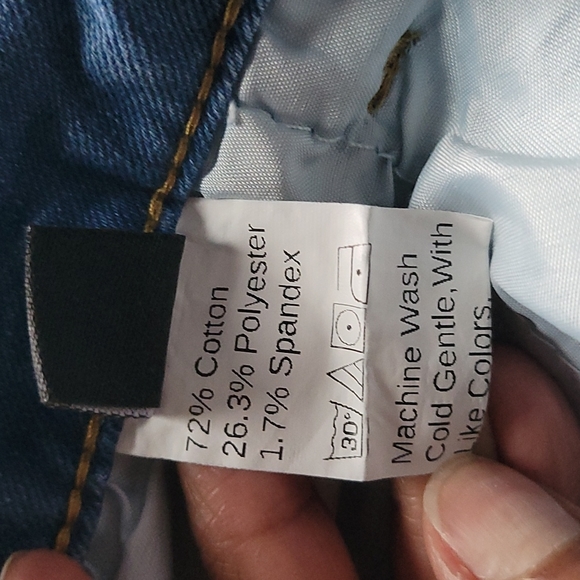 72% Cotton
26.3% Polyester
1.7% Spandex
30°
Machine Wash
Cold Gentle,With
Like Colors.